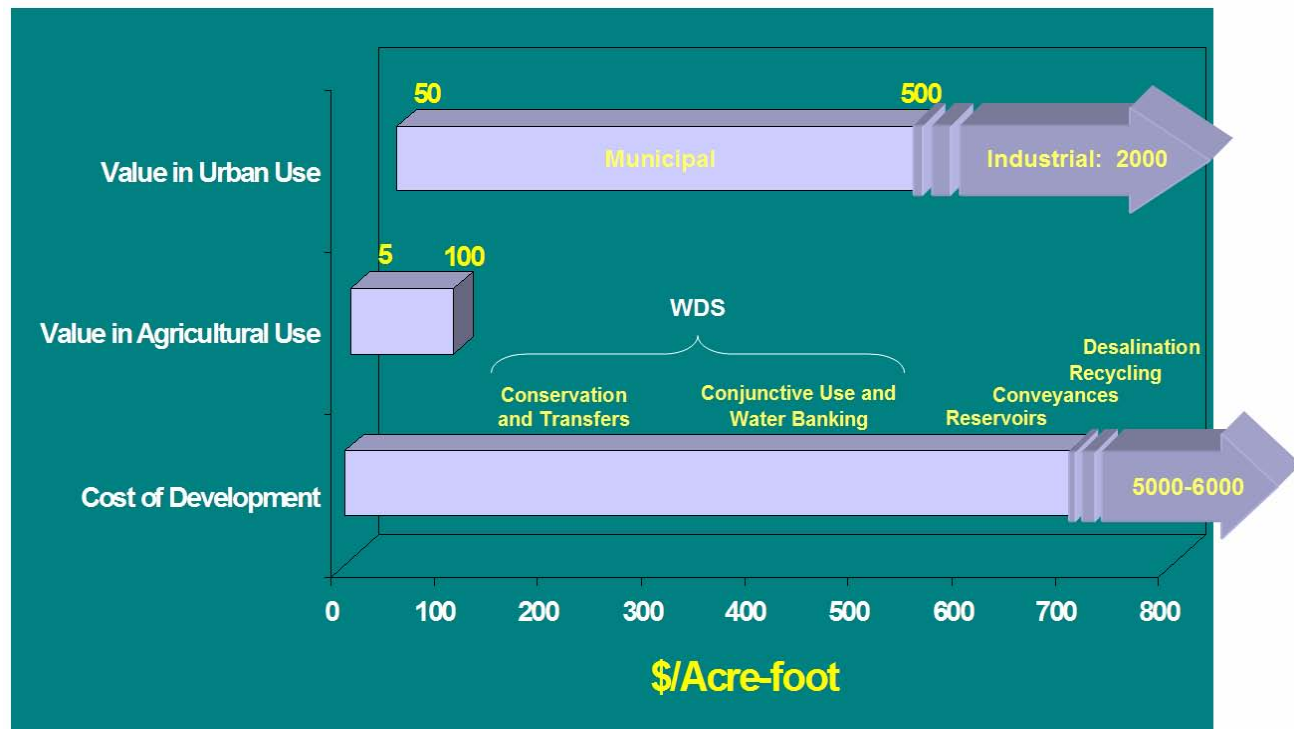 50
500
Value in Urban Use
Municipal
Industrial: 2000
5
100
Value in Agricultural Use
WDS
Conservation
and Transfers
Conjunctive Use and
Water Banking
Desalination
Recycling
Conveyances
Reservoirs
Cost of Development
5000-6000
0 100 200 300 400 500 600 700 800
$/Acre-foot